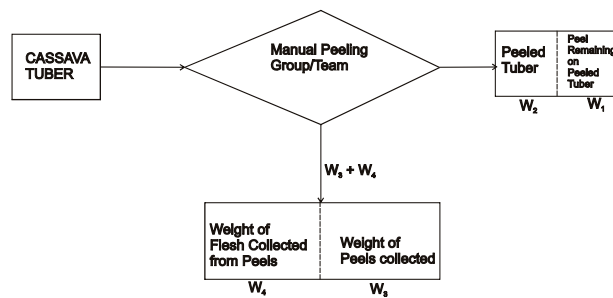 CASSAVA
TUBER
Manual Peeling
Group/Team
Peeled
Tuber
Peel
Remaining
on
Peeled
Tuber
W₂
W₁
W₃ + W₄
Weight of
Flesh Collected
from Peels
Weight of
Peels collected
W₄
W₃